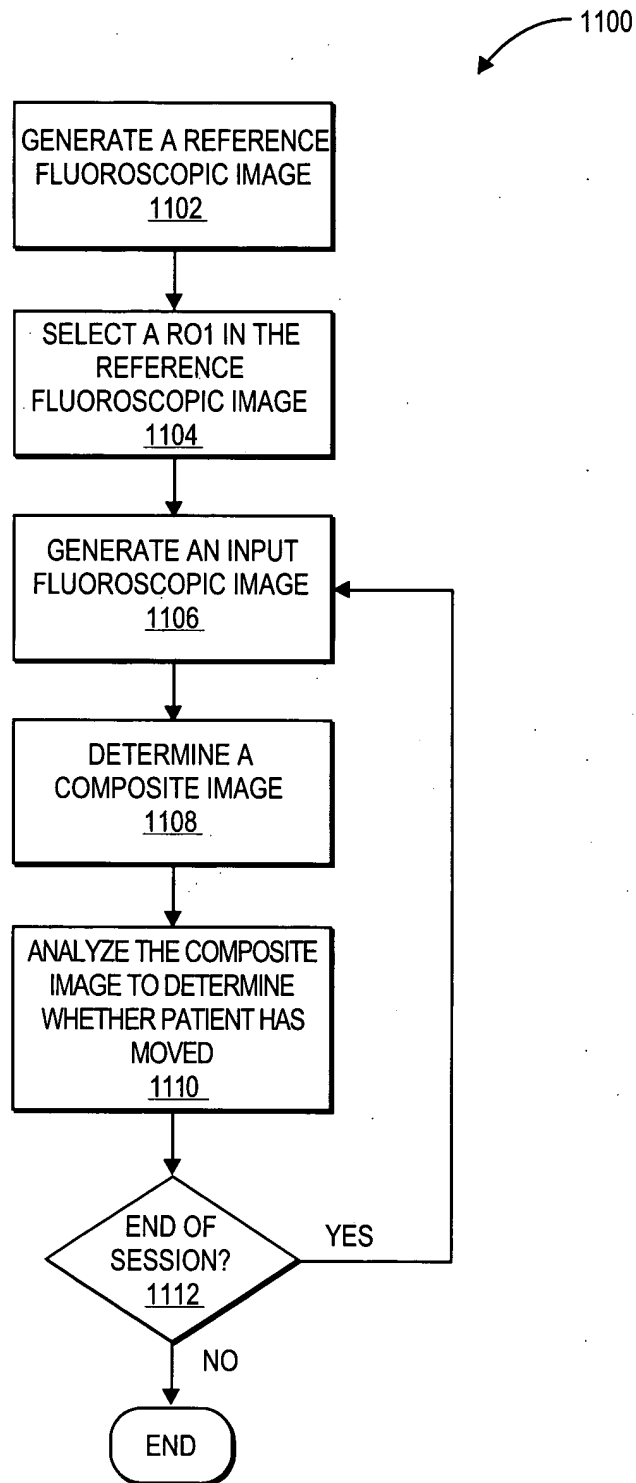 1100
GENERATE A REFERENCE
FLUOROSCOPIC IMAGE
1102
SELECT A RO1 IN THE
REFERENCE
FLUOROSCOPIC IMAGE
1104
GENERATE AN INPUT
FLUOROSCOPIC IMAGE
1106
DETERMINE A
COMPOSITE IMAGE
1108
ANALYZE THE COMPOSITE
IMAGE TO DETERMINE
WHETHER PATIENT HAS
MOVED
1110
END OF
SESSION?
1112
YES
NO
END